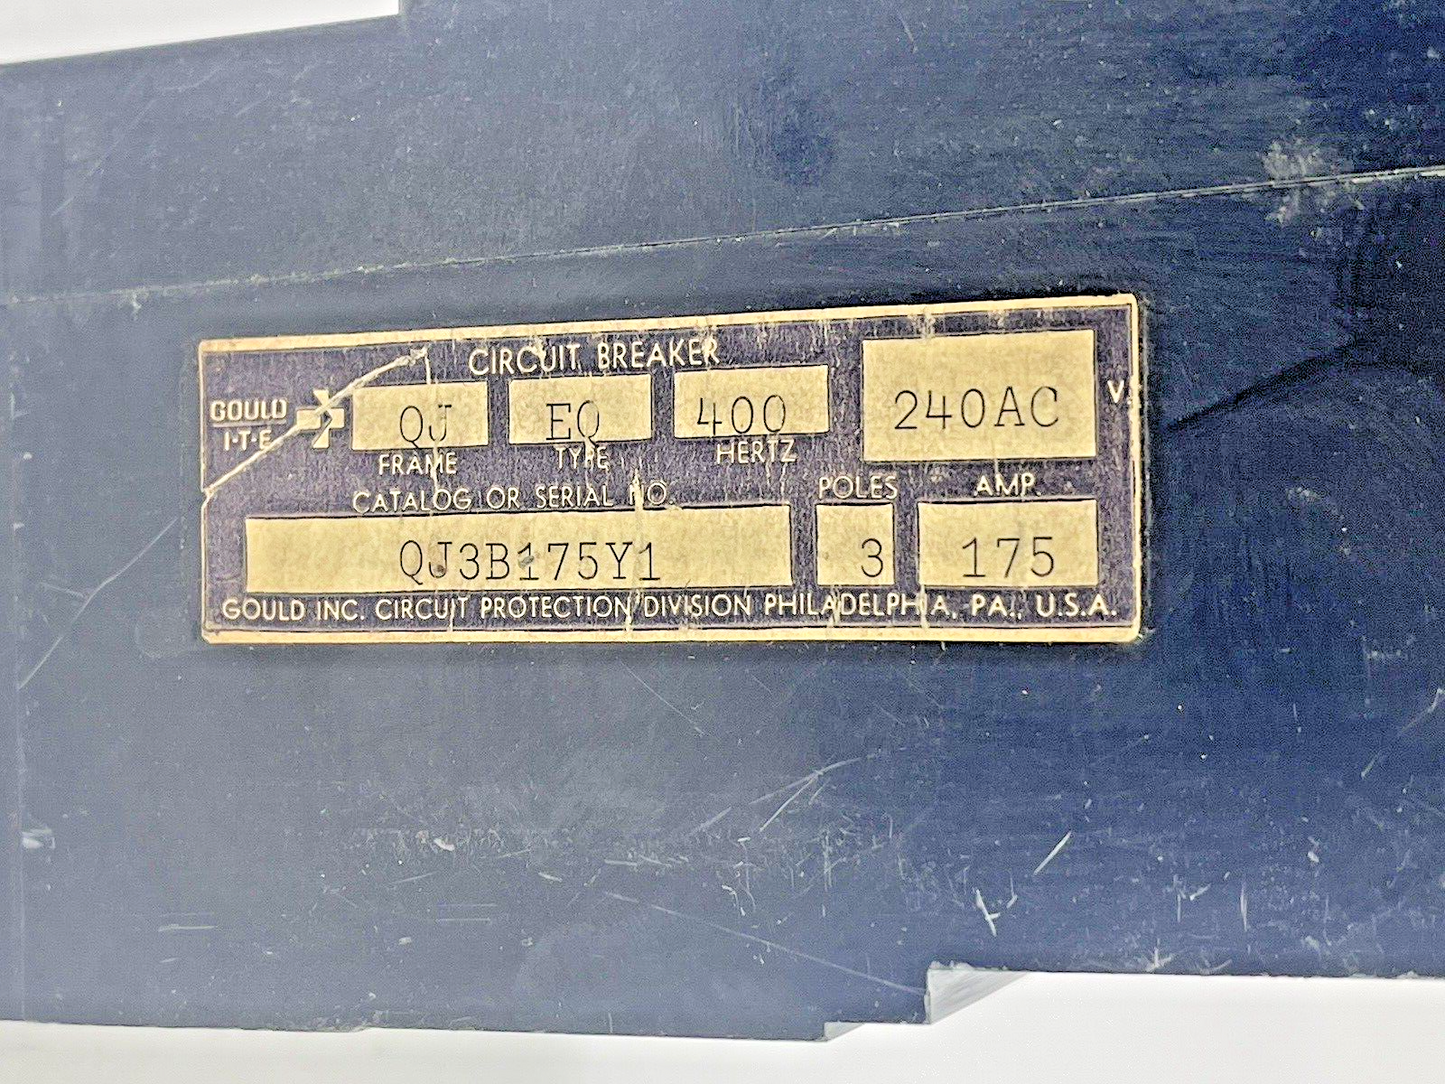 CIRCUIT BREAKER
GOULD
I-T-E
QJ EQ 400 240AC V.
FRAME TYPE HERTZ
CATALOG OR SERIAL NO. POLES AMP.
QJ3B175Y1 3 175
GOULD INC. CIRCUIT PROTECTION DIVISION PHILADELPHIA, PA., U.S.A.